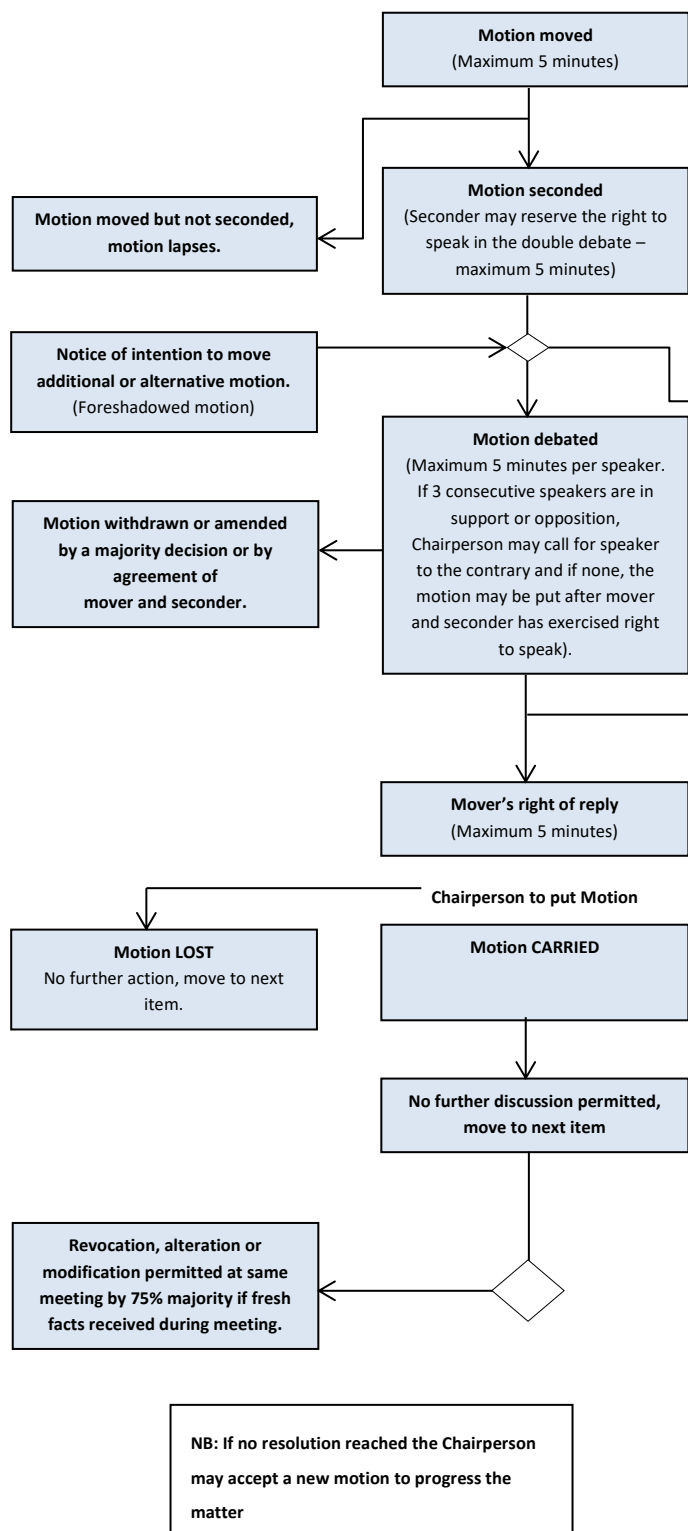 Motion moved
(Maximum 5 minutes)
Motion seconded
(Seconder may reserve the right to
speak in the double debate –
maximum 5 minutes)
Motion moved but not seconded,
motion lapses.
Notice of intention to move
additional or alternative motion.
(Foreshadowed motion)
Motion debated
(Maximum 5 minutes per speaker.
If 3 consecutive speakers are in
support or opposition,
Chairperson may call for speaker
to the contrary and if none, the
motion may be put after mover
and seconder has exercised right
to speak).
Motion withdrawn or amended
by a majority decision or by
agreement of
mover and seconder.
Mover’s right of reply
(Maximum 5 minutes)
Chairperson to put Motion
Motion LOST
No further action, move to next
item.
Motion CARRIED
No further discussion permitted,
move to next item
Revocation, alteration or
modification permitted at same
meeting by 75% majority if fresh
facts received during meeting.
NB: If no resolution reached the Chairperson
may accept a new motion to progress the
matter